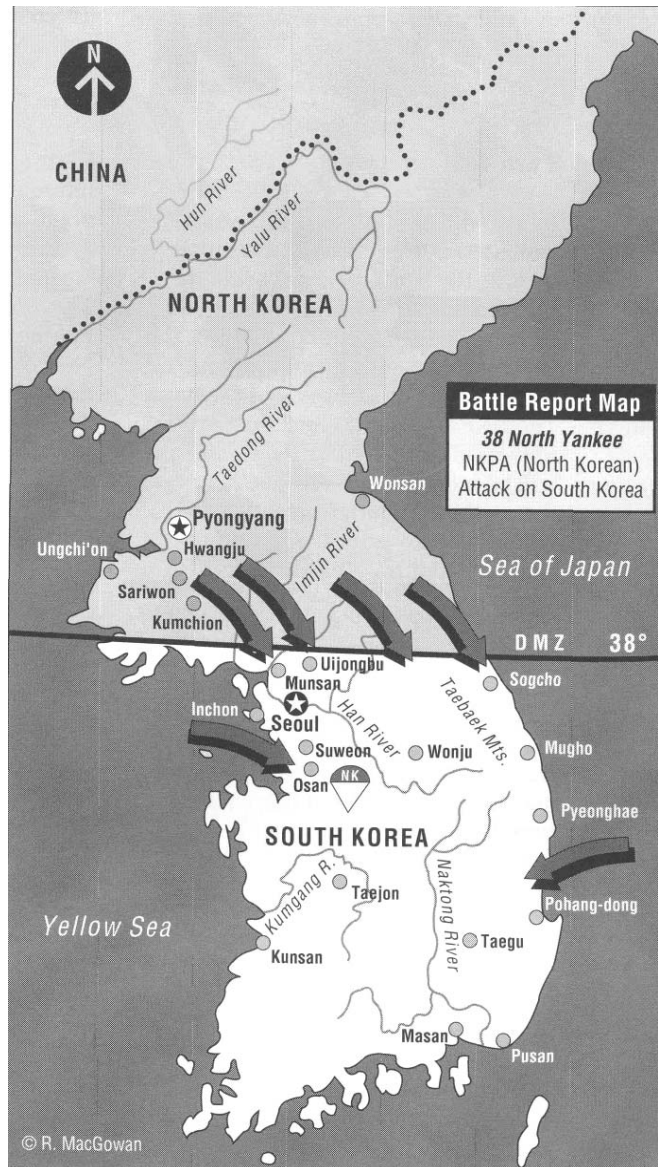 N
CHINA
Hun River
Yalu River
NORTH KOREA
Battle Report Map
38 North Yankee
NKPA (North Korean)
Attack on South Korea
Taedong River
Wonsan
Pyongyang
Hwangju
Ungchi'on
Imjin River
Sea of Japan
Sariwon
Kumchion
DMZ 38°
Uijongbu
Munsan
Sogcho
Inchon
Seoul
Han River
Taebaek Mts.
Suweon
Wonju
Mugho
Osan
NK
Pyeonghae
SOUTH KOREA
Kumgang R.
Taejon
Naktong River
Pohang-dong
Yellow Sea
Kunsan
Taegu
Masan
Pusan
© R. MacGowan